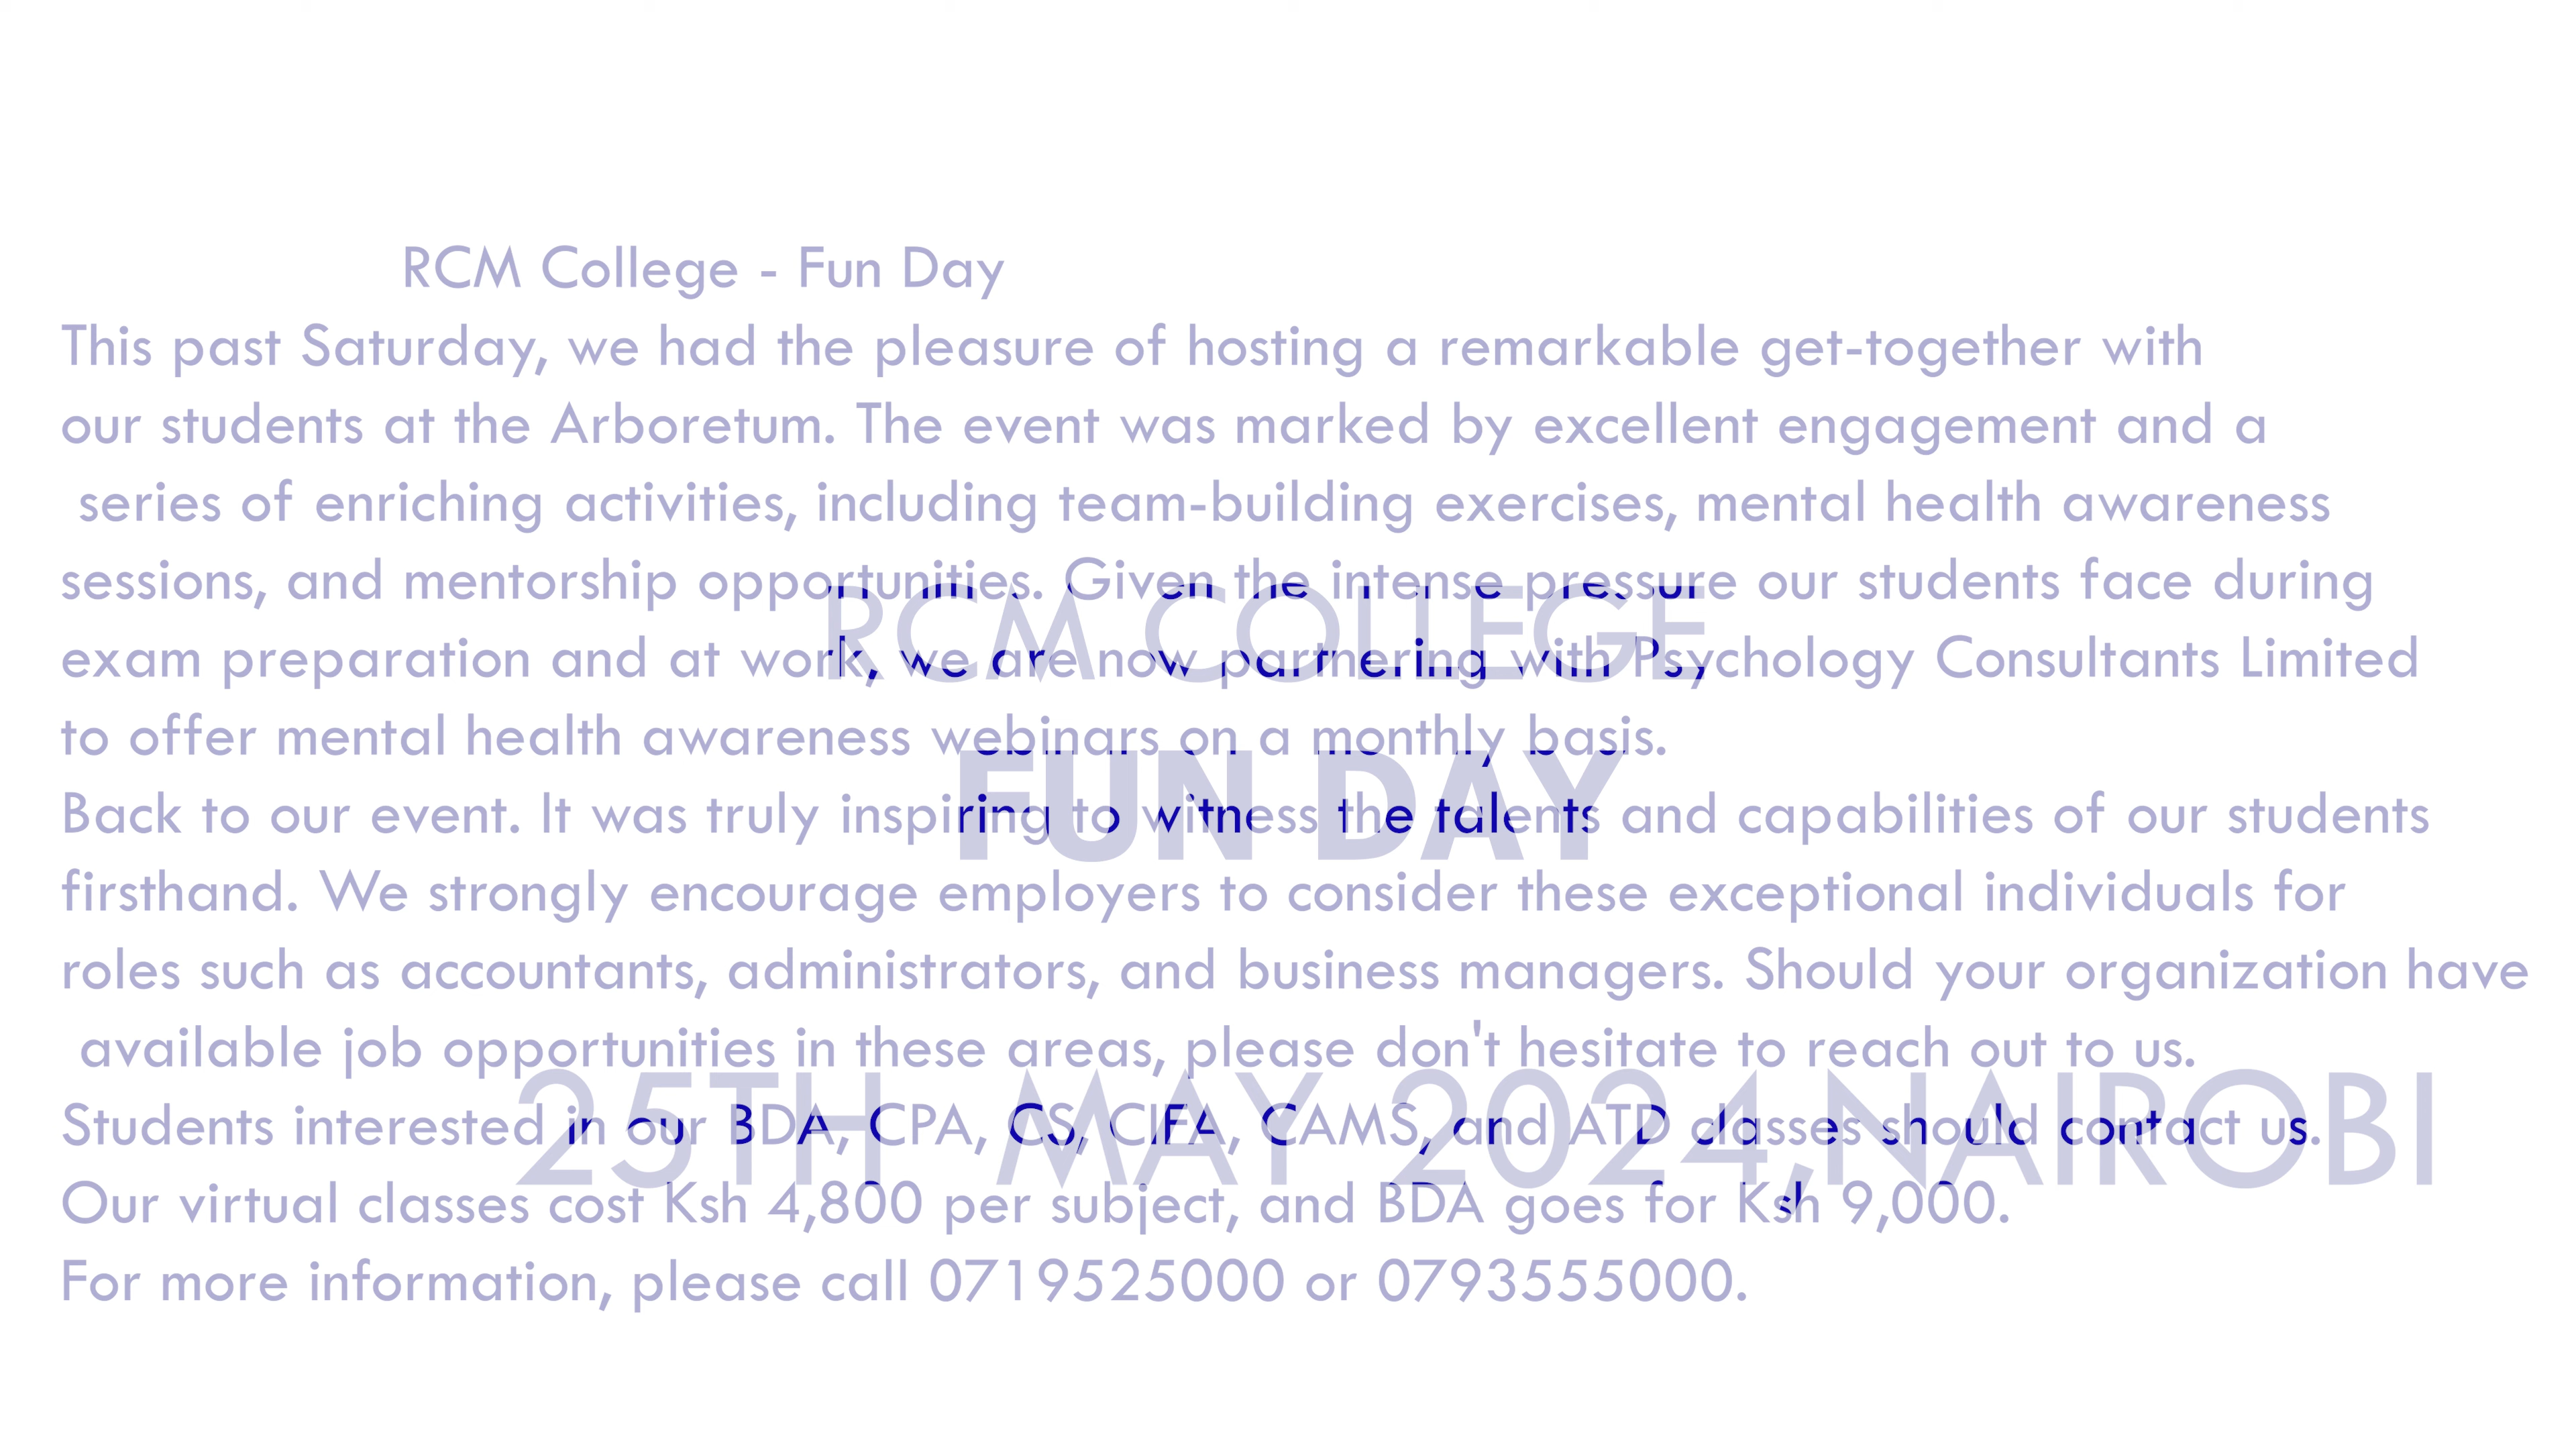 RCM College - Fun Day
This past Saturday, we had the pleasure of hosting a remarkable get-together with
our students at the Arboretum. The event was marked by excellent engagement and a
series of enriching activities, including team-building exercises, mental health awareness
sessions, and mentorship opportunities. Given the intense pressure our students face during
exam preparation and at work, we are now partnering with Psychology Consultants Limited
to offer mental health awareness webinars on a monthly basis.
Back to our event. It was truly inspiring to witness the talents and capabilities of our students
firsthand. We strongly encourage employers to consider these exceptional individuals for
roles such as accountants, administrators, and business managers. Should your organization have
available job opportunities in these areas, please don't hesitate to reach out to us.
Students interested in our BDA, CPA, CS, CIFA, CAMS, and ATD classes should contact us.
Our virtual classes cost Ksh 4,800 per subject, and BDA goes for Ksh 9,000.
For more information, please call 0719525000 or 0793555000.
RCM COLLEGE
FUN DAY
25TH MAY 2024,NAIROBI